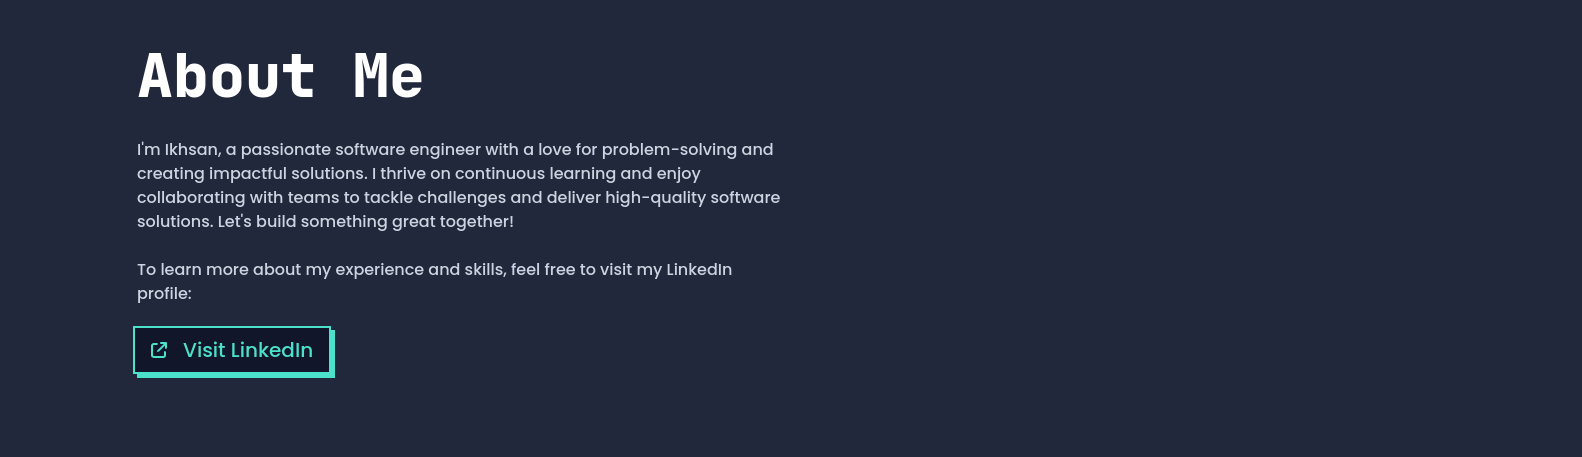 About Me
I'm Ikhsan, a passionate software engineer with a love for problem-solving and
creating impactful solutions. I thrive on continuous learning and enjoy
collaborating with teams to tackle challenges and deliver high-quality software
solutions. Let's build something great together!
To learn more about my experience and skills, feel free to visit my LinkedIn
profile:
Visit LinkedIn